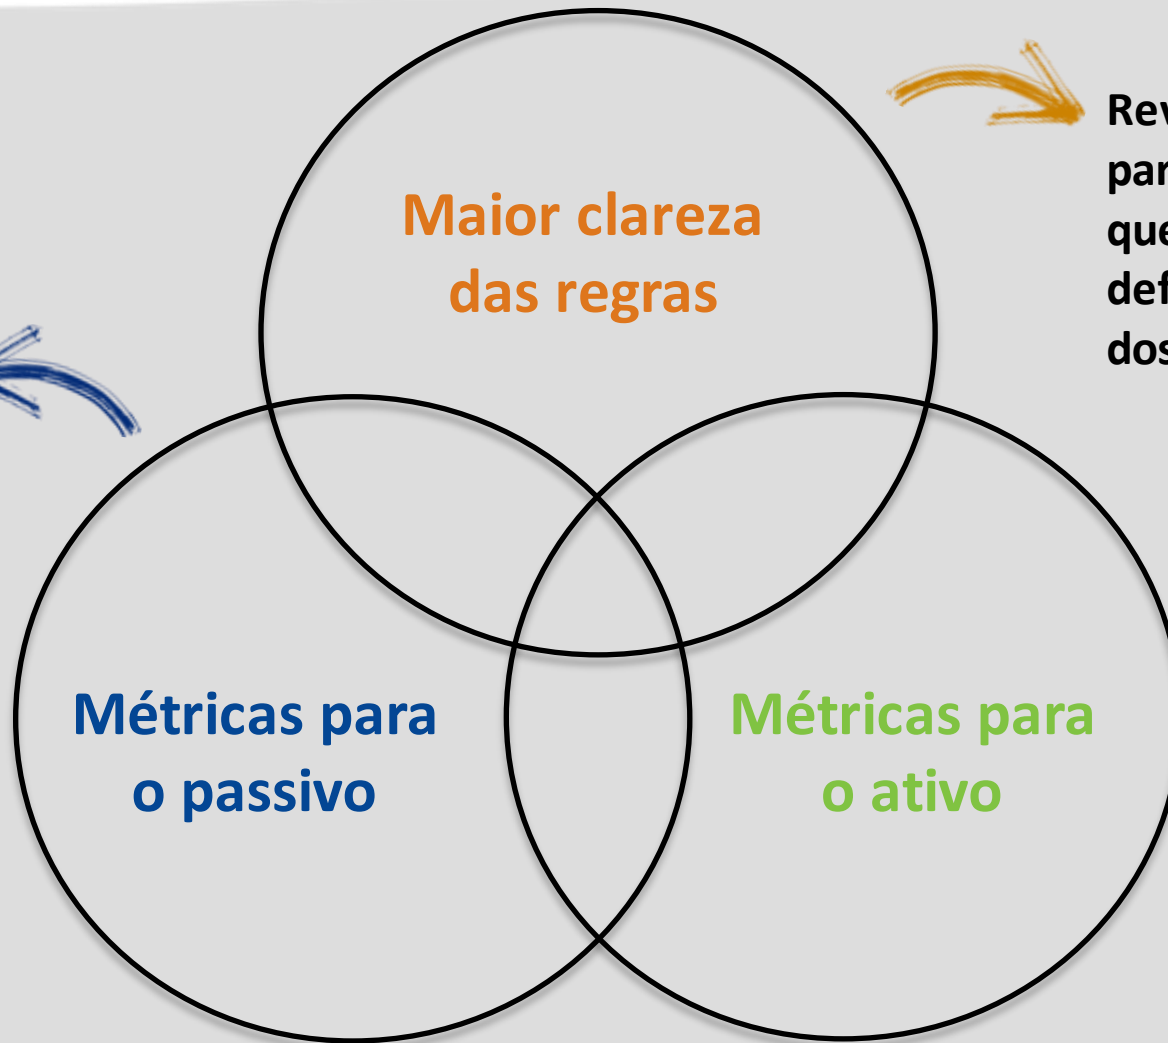 Maior clareza
das regras
Métricas para
o passivo
Métricas para
o ativo